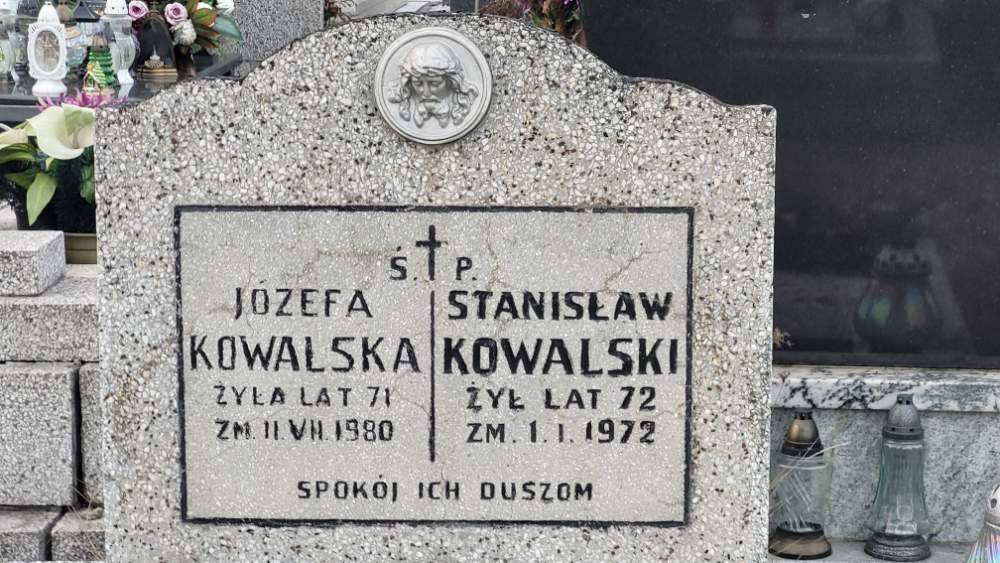 Ś. P.
JÓZEFA
KOWALSKA
ŻYŁA LAT 71
ZM. 11.VII.1980
STANISŁAW
KOWALSKI
ŻYŁ LAT 72
ZM. 1.I.1972
SPOKÓJ ICH DUSZOM